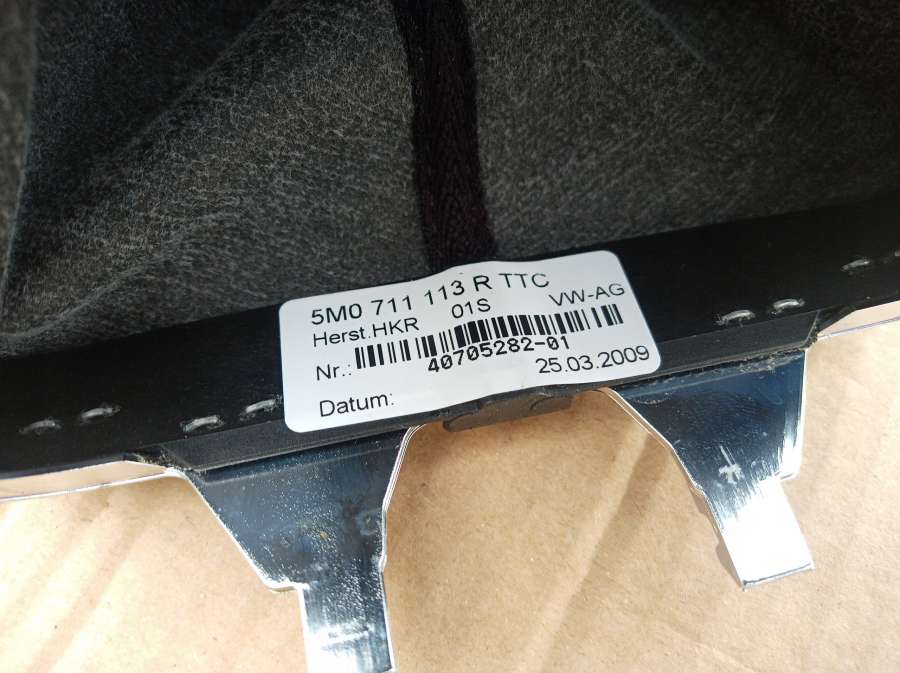 5M0 711 113 R TTC
Herst.HKR 01S VW-AG
Nr.:
40705282-01
Datum: 25.03.2009